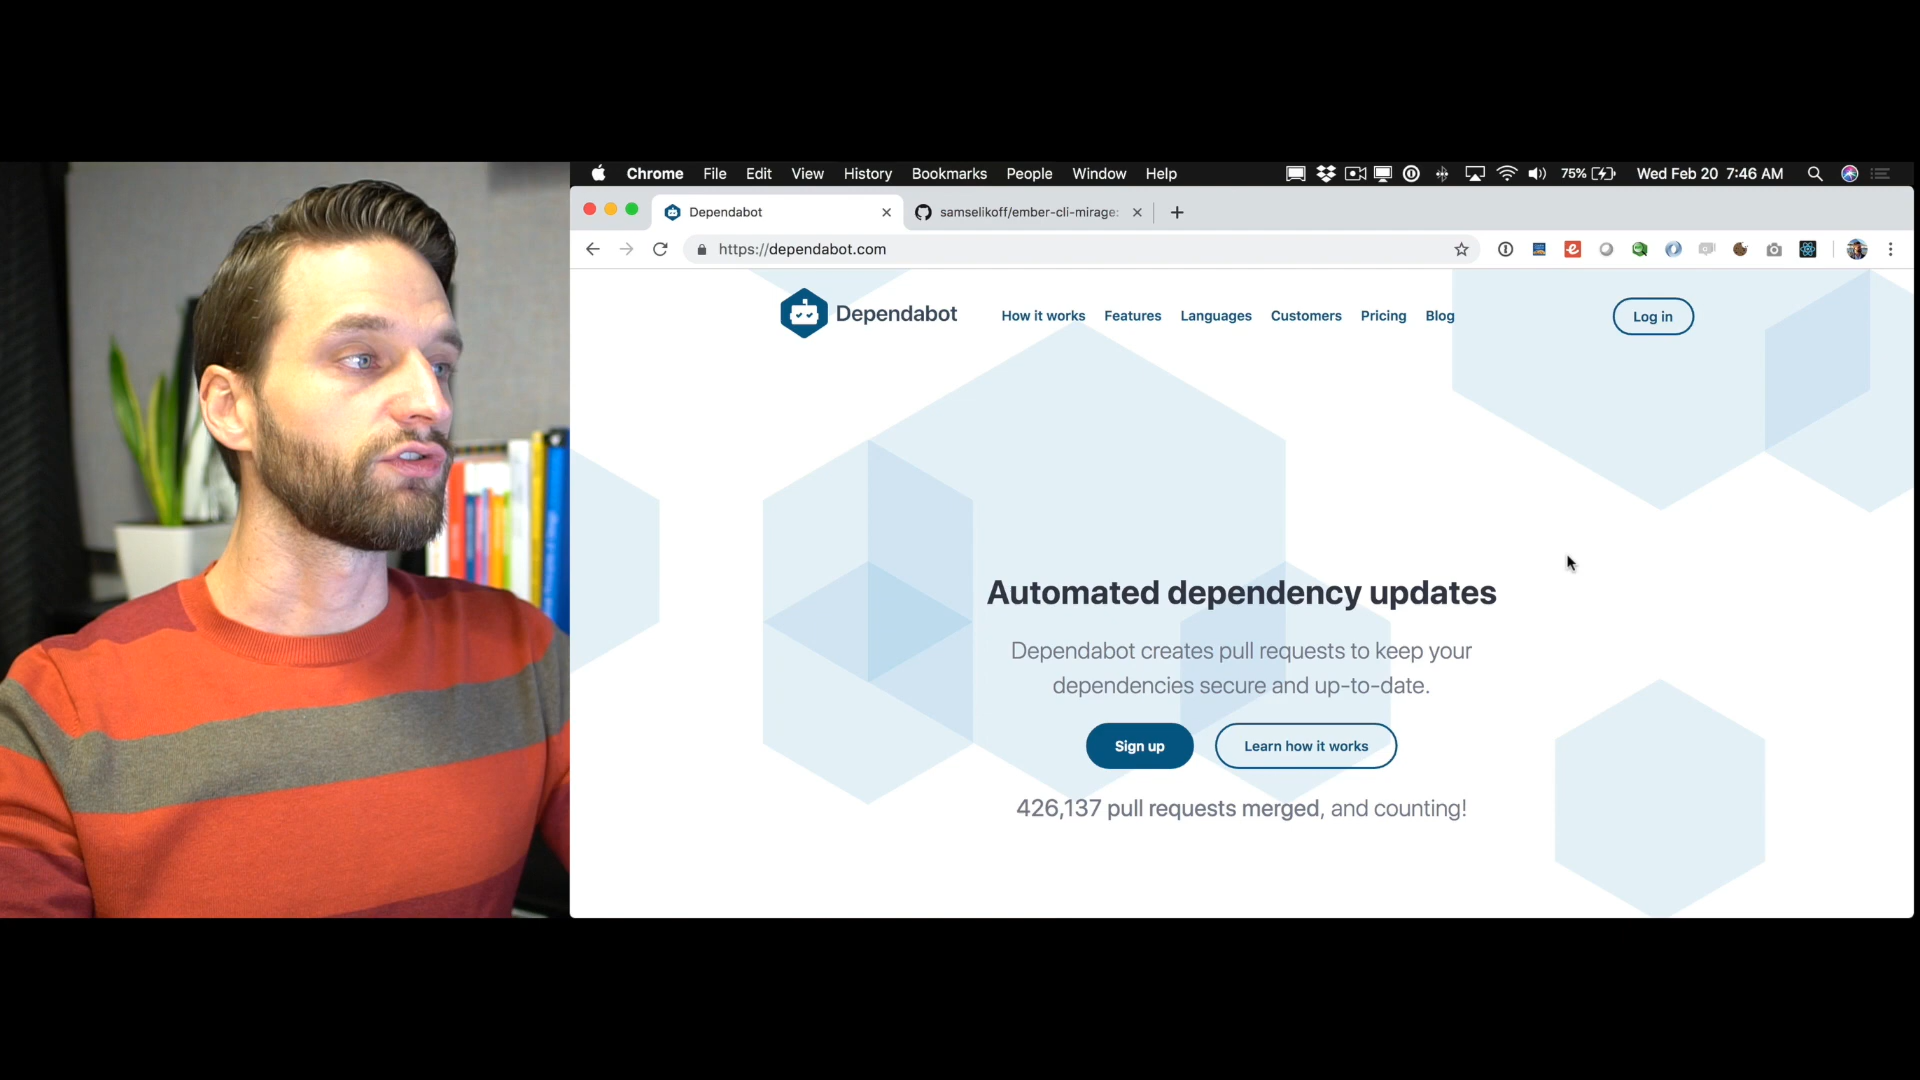 Chrome File Edit View History Bookmarks People Window Help 75% Wed Feb 20 7:46 AM
Dependabot samselikoff/ember-cli-mirage:
https://dependabot.com
Dependabot How it works Features Languages Customers Pricing Blog Log in
Automated dependency updates
Dependabot creates pull requests to keep your
dependencies secure and up-to-date.
Sign up Learn how it works
426,137 pull requests merged, and counting!